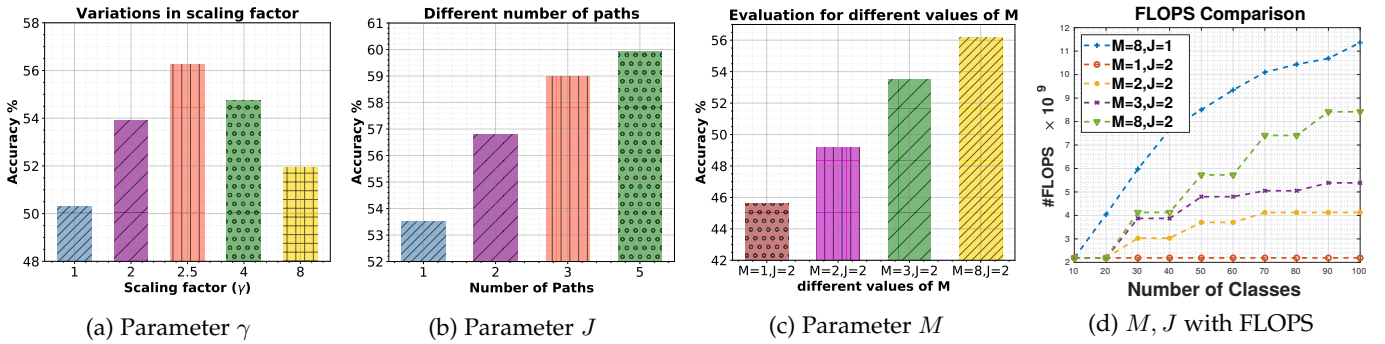 Variations in scaling factor
Accuracy %
58
56
54
52
50
48
1
2
2.5
4
8
Scaling factor (γ)
(a) Parameter γ
Different number of paths
Accuracy %
61
60
59
58
57
56
55
54
53
52
1
2
3
5
Number of Paths
(b) Parameter J
Evaluation for different values of M
Accuracy %
56
54
52
50
48
46
44
42
M=1,J=2
M=2,J=2
M=3,J=2
M=8,J=2
different values of M
(c) Parameter M
FLOPS Comparison
#FLOPS × 10 9
12
11
10
9
8
7
6
5
4
3
2
M=8,J=1
M=1,J=2
M=2,J=2
M=3,J=2
M=8,J=2
10
20
30
40
50
60
70
80
90
100
Number of Classes
(d) M, J with FLOPS